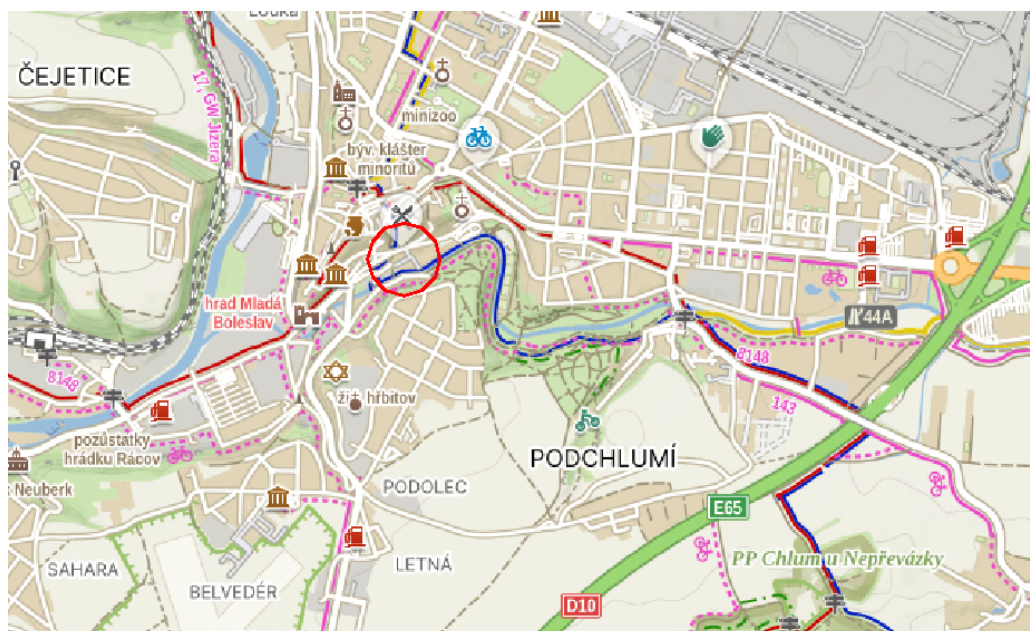 Louka
ČEJETICE
17, GW Jizera
minizoo
býv. klášter
minoritů
hrad Mladá
Boleslav
44A
8148
8148
143
žid. hřbitov
pozůstatky
hrádku Rácov
PODCHLUMÍ
k Neuberk
PODOLEC
E65
PP Chlum u Nepřevázky
SAHARA
LETNÁ
BELVEDÉR
D10